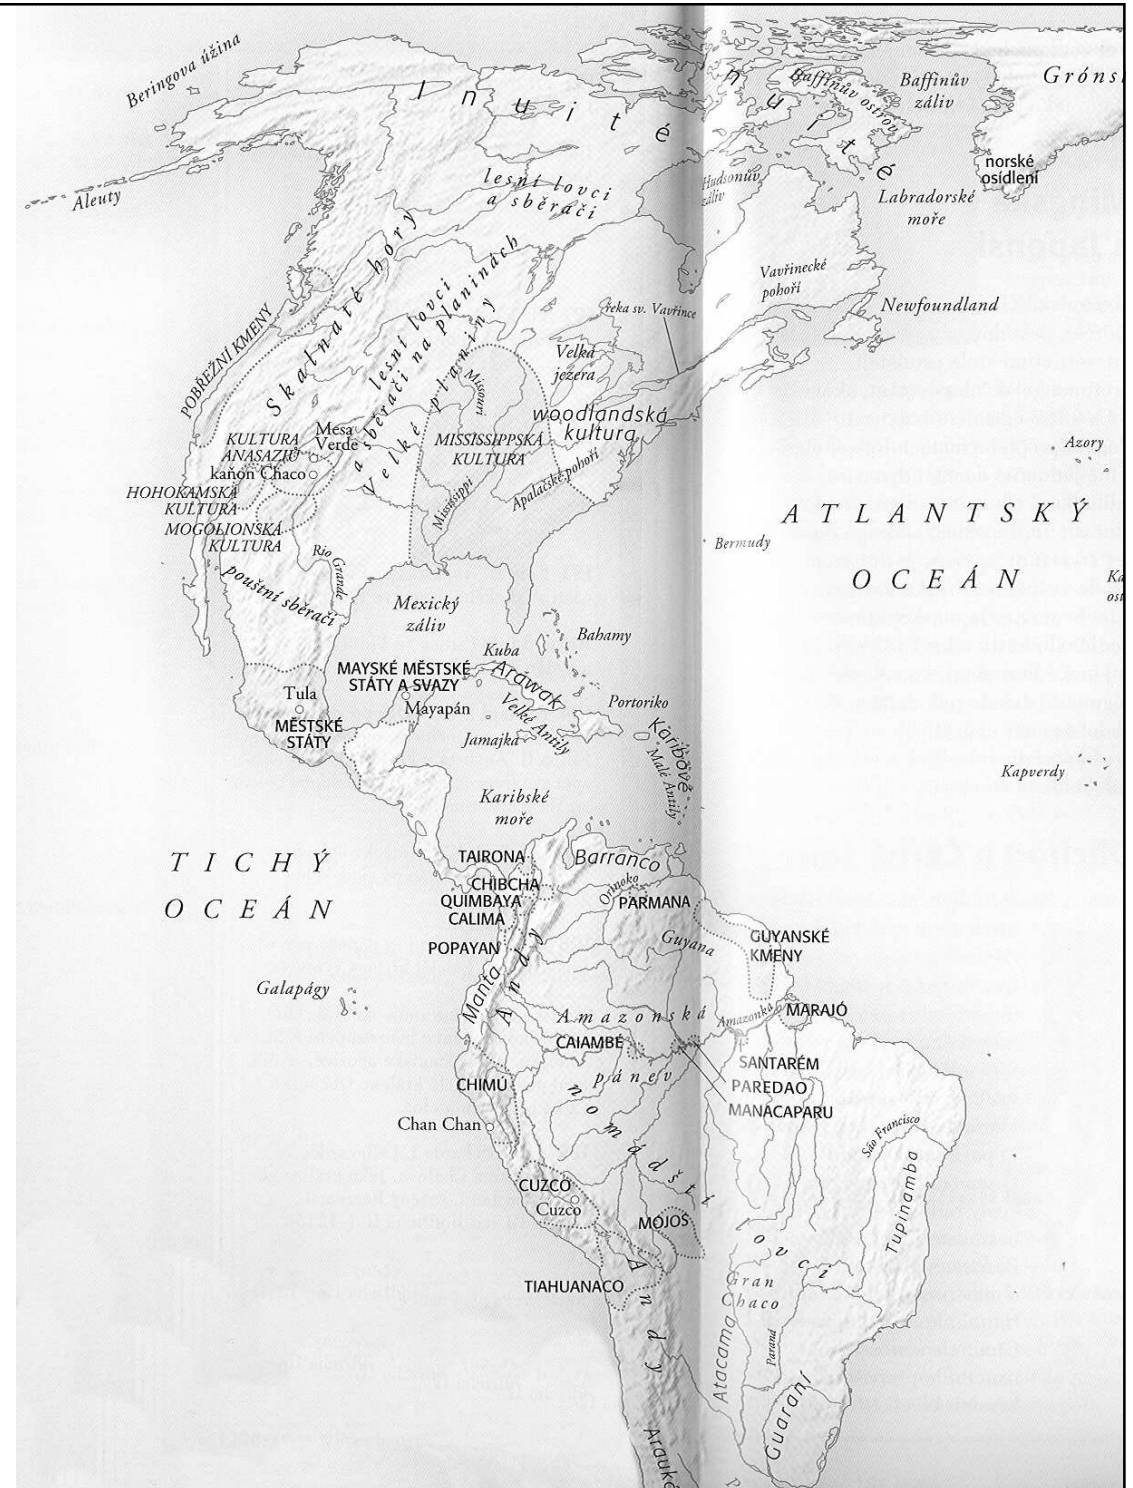 Beringova úžina
Inuité
Inuité
Baffinův ostrov
Baffinův
záliv
norské
osídlení
Aleuty
lesní lovci
a sběrači
Hudsonův
záliv
Labradorské
moře
Vavřinecké
pohoří
Newfoundland
řeka sv. Vavřince
POBŘEŽNÍ KMENY
Skalnaté hory
lesní lovci
a sběrači na planinách
Velké planiny
Missouri
Velká
jezera
woodlandská
kultura
KULTURA
ANASAZIŮ
Mesa
Verde
kaňon Chaco
MISSISSIPPSKÁ
KULTURA
Apalačské pohoří
Mississippi
HOHOKAMSKÁ
KULTURA
MOGOLIONSKÁ
KULTURA
Azory
ATLANTSKÝ
OCEÁN
Bermudy
Rio Grande
pouštní sběrači
Mexický
záliv
Bahamy
Kuba
MAYSKÉ MĚSTSKÉ
STÁTY A SVAZY
Arawak
Tula
Mayapán
Velké Antily
Portoriko
MĚSTSKÉ
STÁTY
Jamajka
Karibové
Malé Antily
Kapverdy
Karibské
moře
TICHÝ
OCEÁN
TAIRONA
Barranco
CHIBCHA
QUIMBAYA
CALIMA
Orinoko
PARMANA
POPAYAN
Guyana
GUYANSKÉ
KMENY
Galapágy
Manta
Andy
Amazonská
pánev
Amazonka
MARAJÓ
CAIAMBÉ
SANTARÉM
PAREDAO
MANACAPARU
CHIMÚ
Chan Chan
nomádští
lovci
São Francisco
Tupinamba
CUZCO
Cuzco
MOJOS
TIAHUANACO
Andy
Gran
Chaco
Atacama
Paraná
Guaraní